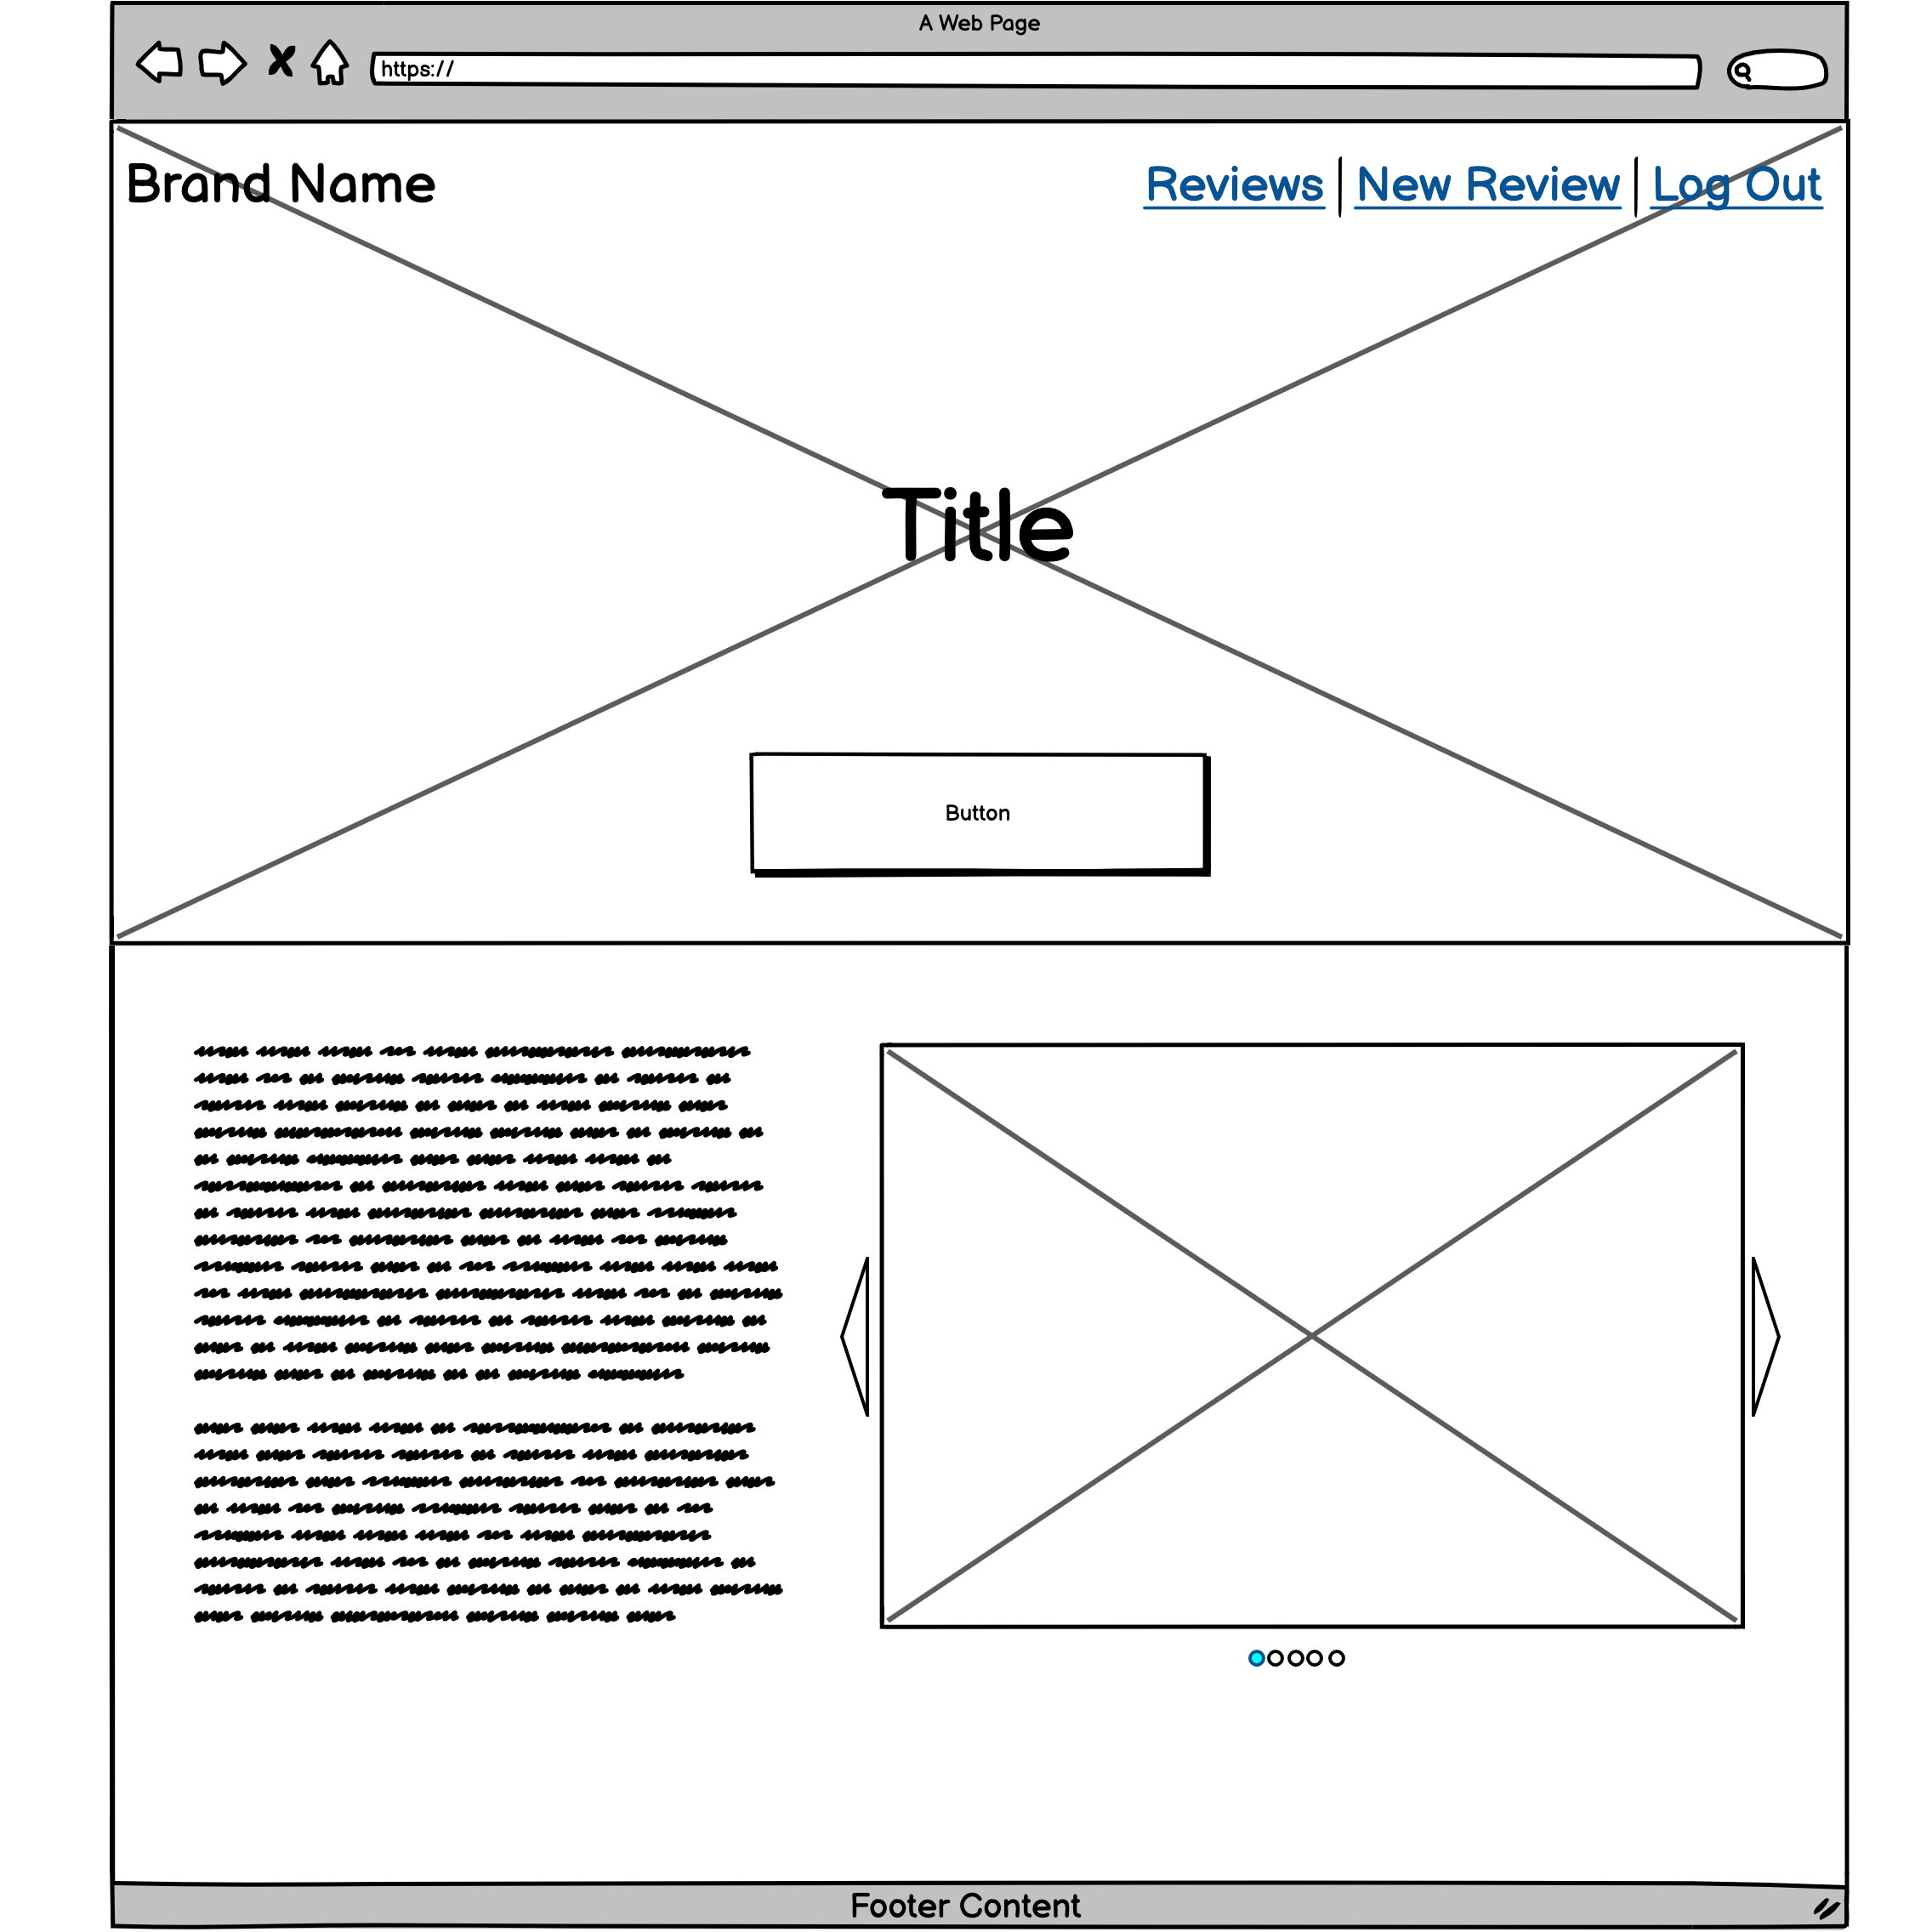 A Web Page
https://
Brand Name
Reviews | New Review | Log Out
Title
Button
Footer Content